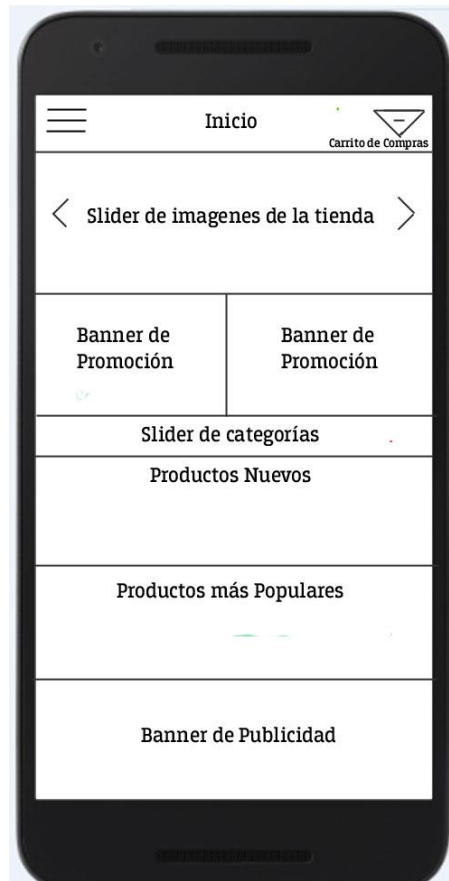 Inicio
Carrito de Compras
Slider de imagenes de la tienda
Banner de
Promoción
Banner de
Promoción
Slider de categorías
Productos Nuevos
Productos más Populares
Banner de Publicidad